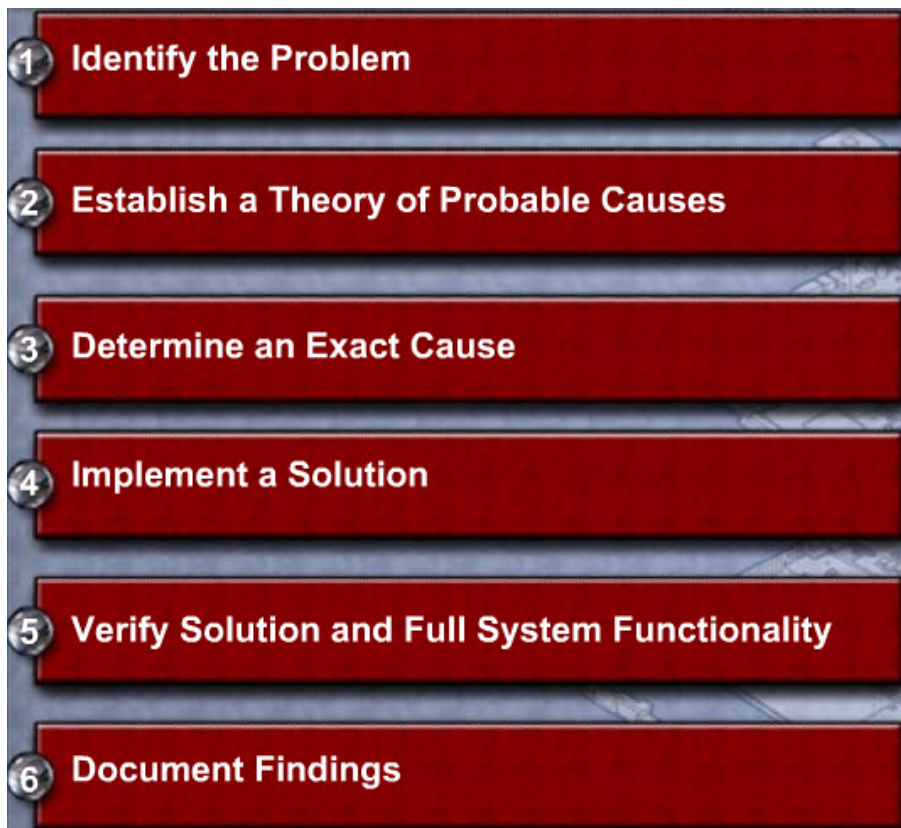 1 Identify the Problem
2 Establish a Theory of Probable Causes
3 Determine an Exact Cause
4 Implement a Solution
5 Verify Solution and Full System Functionality
6 Document Findings